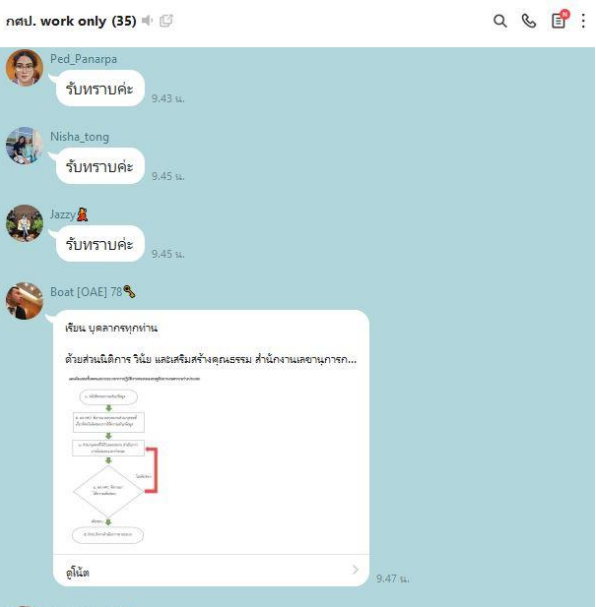 กศป. work only (35)
N
Ped_Panarpa
รับทราบค่ะ
9.43 น.
Nisha_tong
รับทราบค่ะ
9.45 น.
Jazzy
รับทราบค่ะ
9.45 น.
Boat [OAE] 78
เรียน บุคลากรทุกท่าน
ด้วยส่วนนิติการ วินัย และเสริมสร้างคุณธรรม สำนักงานเลขานุการก...
ดูโน้ต
9.47 น.